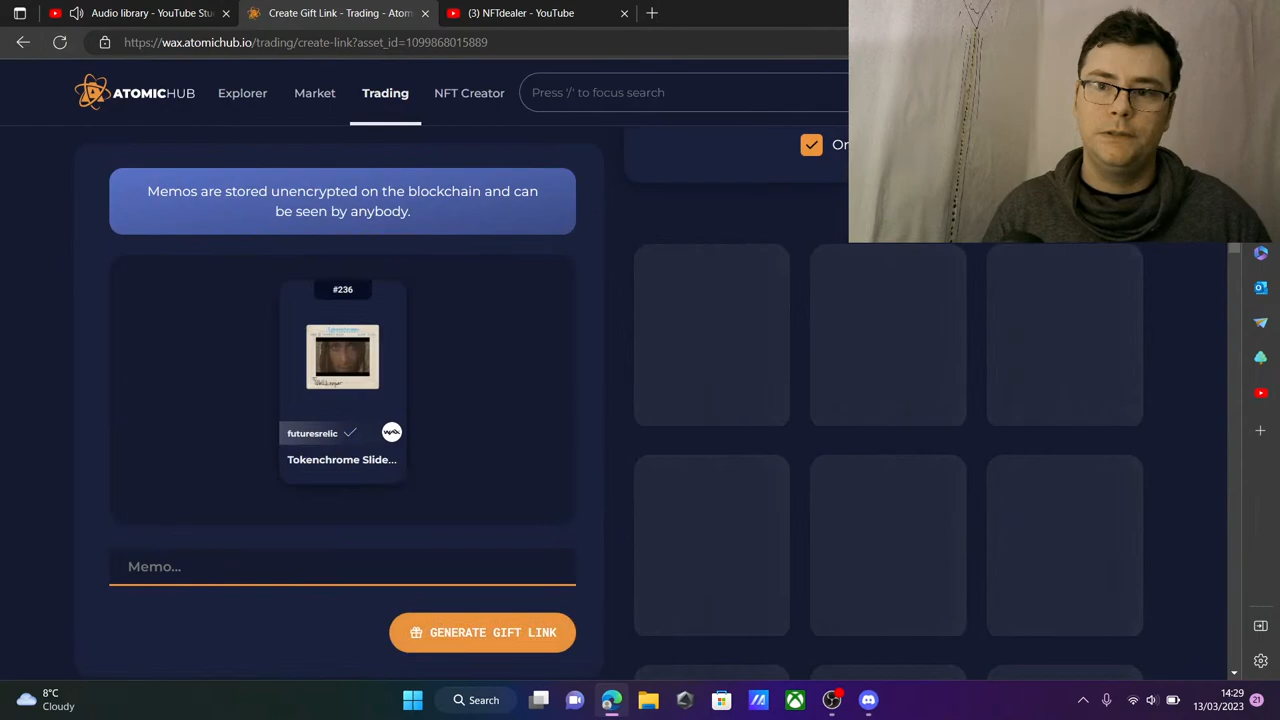 Audio library - YouTube Stu
Create Gift Link - Trading - Atom
(3) NFTdealer - YouTube
https://wax.atomichub.io/trading/create-link?asset_id=1099868015889
ATOMICHUB
Explorer
Market
Trading
NFT Creator
Press '/' to focus search
Memos are stored unencrypted on the blockchain and can
be seen by anybody.
#236
futuresrelic
WAX
Tokenchrome Slide...
Memo...
GENERATE GIFT LINK
8°C
Cloudy
Search
14:29
13/03/2023
21